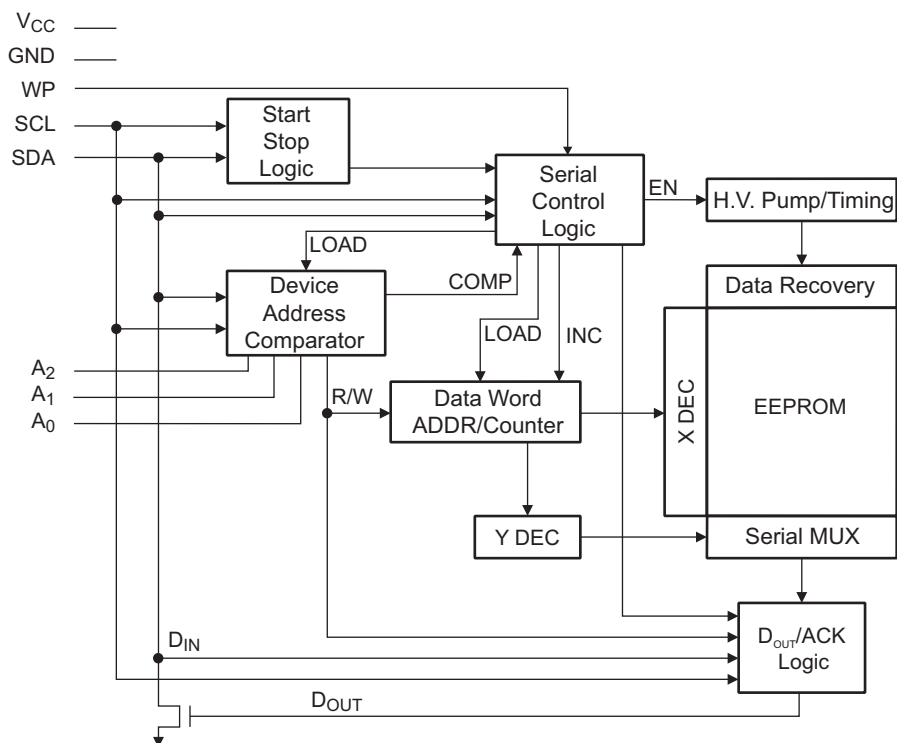 VCC
GND
WP
SCL
SDA
Start
Stop
Logic
Serial
Control
Logic
EN
H.V. Pump/Timing
LOAD
COMP
Device
Address
Comparator
LOAD
INC
Data Recovery
A2
A1
A0
R/W
Data Word
ADDR/Counter
X DEC
EEPROM
Y DEC
Serial MUX
DIN
DOUT/ACK
Logic
DOUT